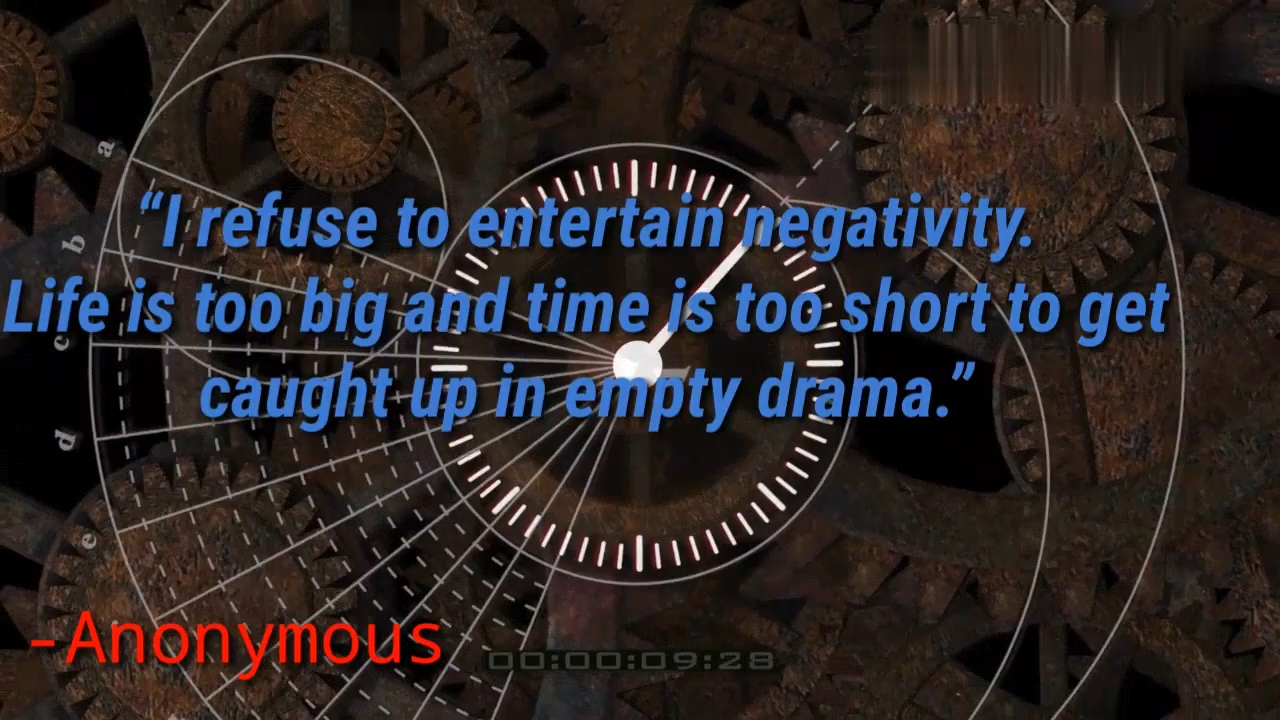 a
b
c
d
e
“I refuse to entertain negativity.
Life is too big and time is too short to get
caught up in empty drama.”
-Anonymous
00:00:09:28